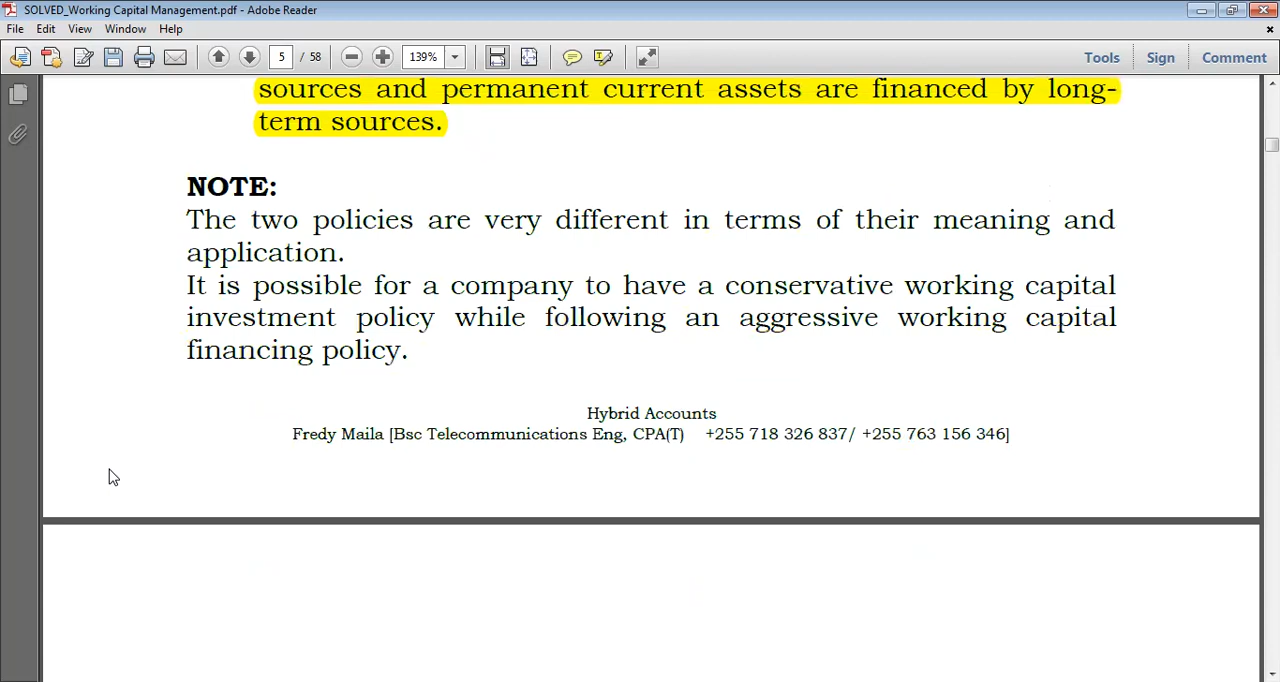 SOLVED_Working Capital Management.pdf - Adobe Reader
File Edit View Window Help
5 / 58 139% Tools Sign Comment
sources and permanent current assets are financed by long-
term sources.
NOTE:
The two policies are very different in terms of their meaning and
application.
It is possible for a company to have a conservative working capital
investment policy while following an aggressive working capital
financing policy.
Hybrid Accounts
Fredy Maila [Bsc Telecommunications Eng, CPA(T) +255 718 326 837/ +255 763 156 346]